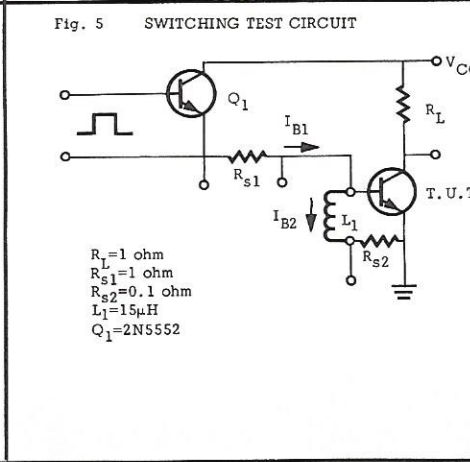 Fig. 5 SWITCHING TEST CIRCUIT
VCC
Q1
RL
IB1
Rs1
T.U.T
IB2
L1
Rs2
RL=1 ohm
Rs1=1 ohm
Rs2=0.1 ohm
L1=15µH
Q1=2N5552